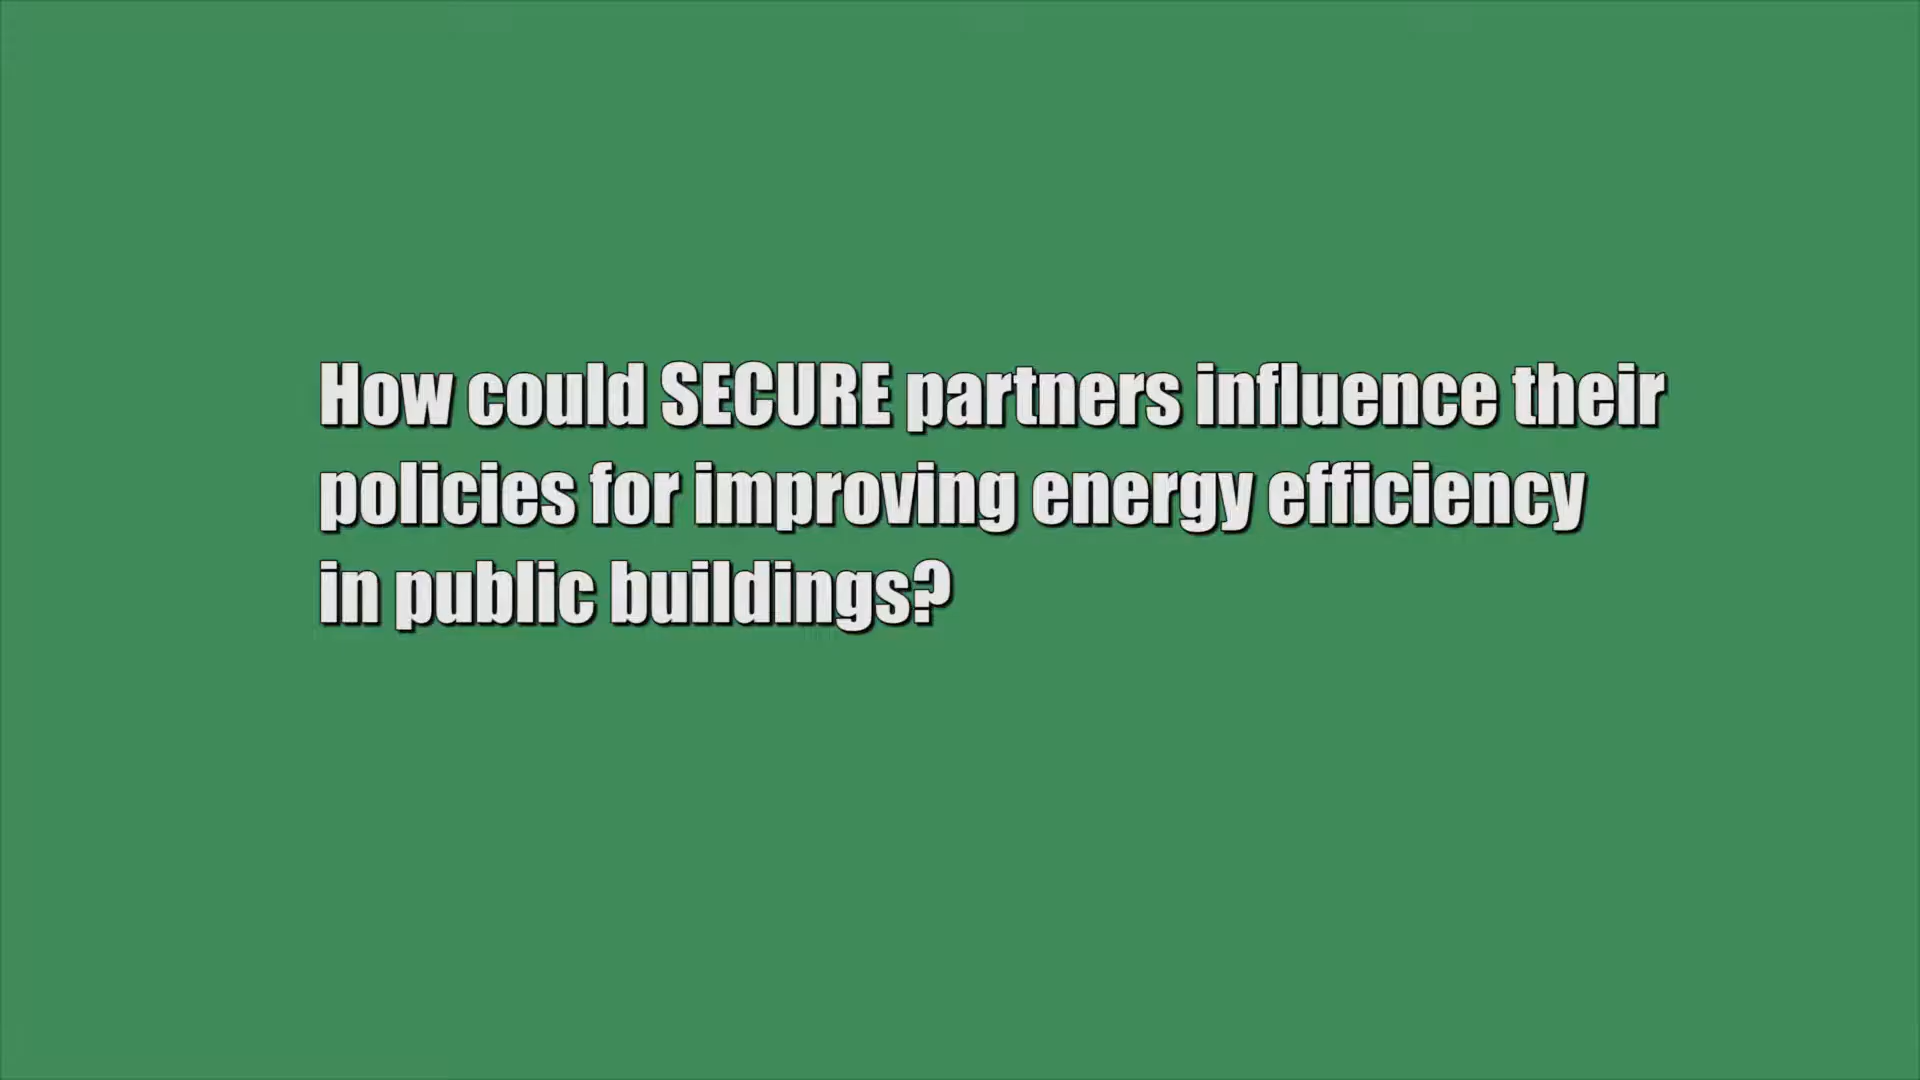 How could SECURE partners influence their
policies for improving energy efficiency
in public buildings?